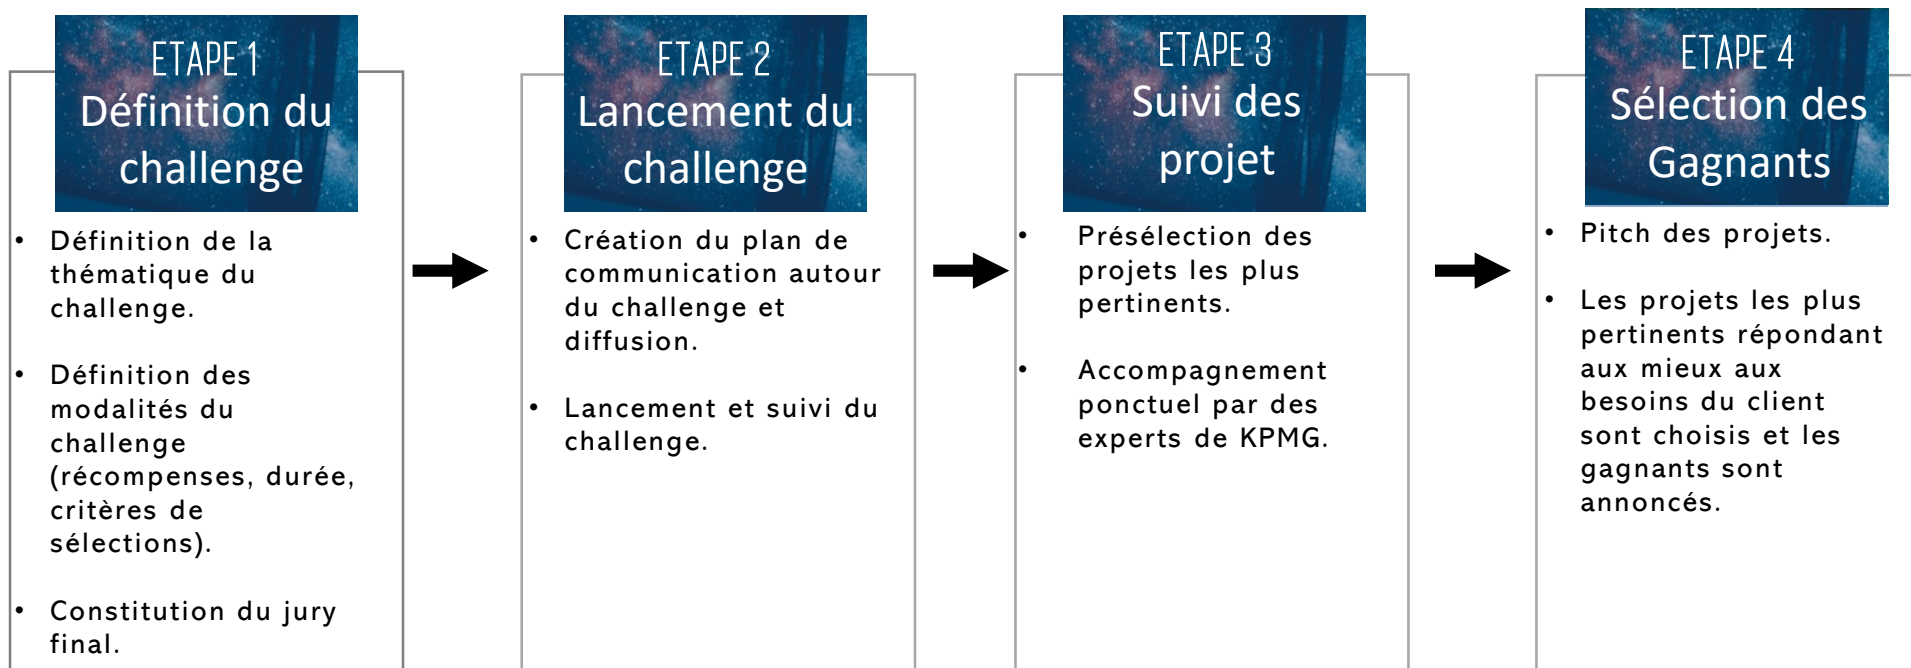 ETAPE 1
Définition du
challenge
• Définition de la
thématique du
challenge.
• Définition des
modalités du
challenge
(récompenses, durée,
critères de
sélections).
• Constitution du jury
final.
ETAPE 2
Lancement du
challenge
• Création du plan de
communication autour
du challenge et
diffusion.
• Lancement et suivi du
challenge.
ETAPE 3
Suivi des
projet
• Présélection des
projets les plus
pertinents.
• Accompagnement
ponctuel par des
experts de KPMG.
ETAPE 4
Sélection des
Gagnants
• Pitch des projets.
• Les projets les plus
pertinents répondant
aux mieux aux
besoins du client
sont choisis et les
gagnants sont
annoncés.